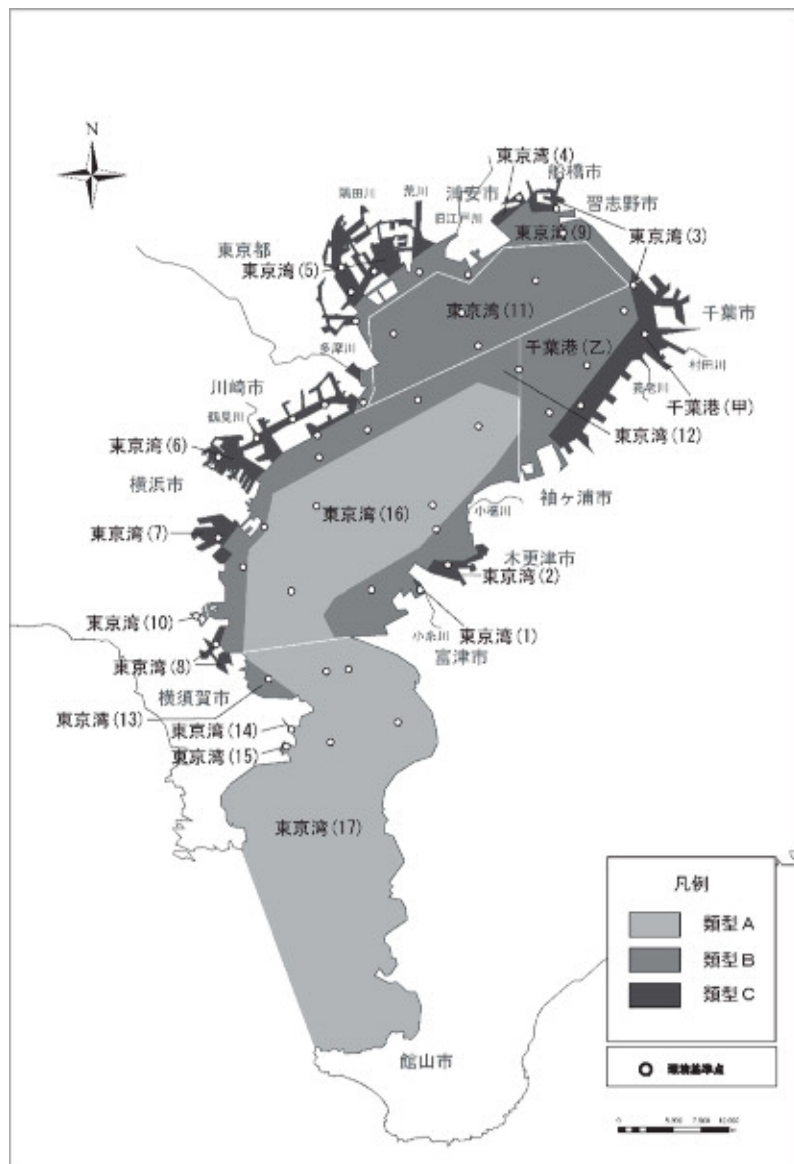 N
東京湾(4)
船橋市
浦安市
習志野市
隅田川
荒川
旧江戸川
東京湾(9)
東京湾(3)
東京都
東京湾(5)
東京湾(11)
千葉市
千葉港(乙)
多摩川
村田川
養老川
川崎市
鶴見川
千葉港(甲)
東京湾(6)
東京湾(12)
横浜市
袖ヶ浦市
東京湾(16)
小櫃川
東京湾(7)
木更津市
東京湾(2)
東京湾(10)
小糸川
東京湾(1)
富津市
東京湾(8)
横須賀市
東京湾(13)
東京湾(14)
東京湾(15)
東京湾(17)
凡例
類型A
類型B
類型C
環境基準点
館山市
0